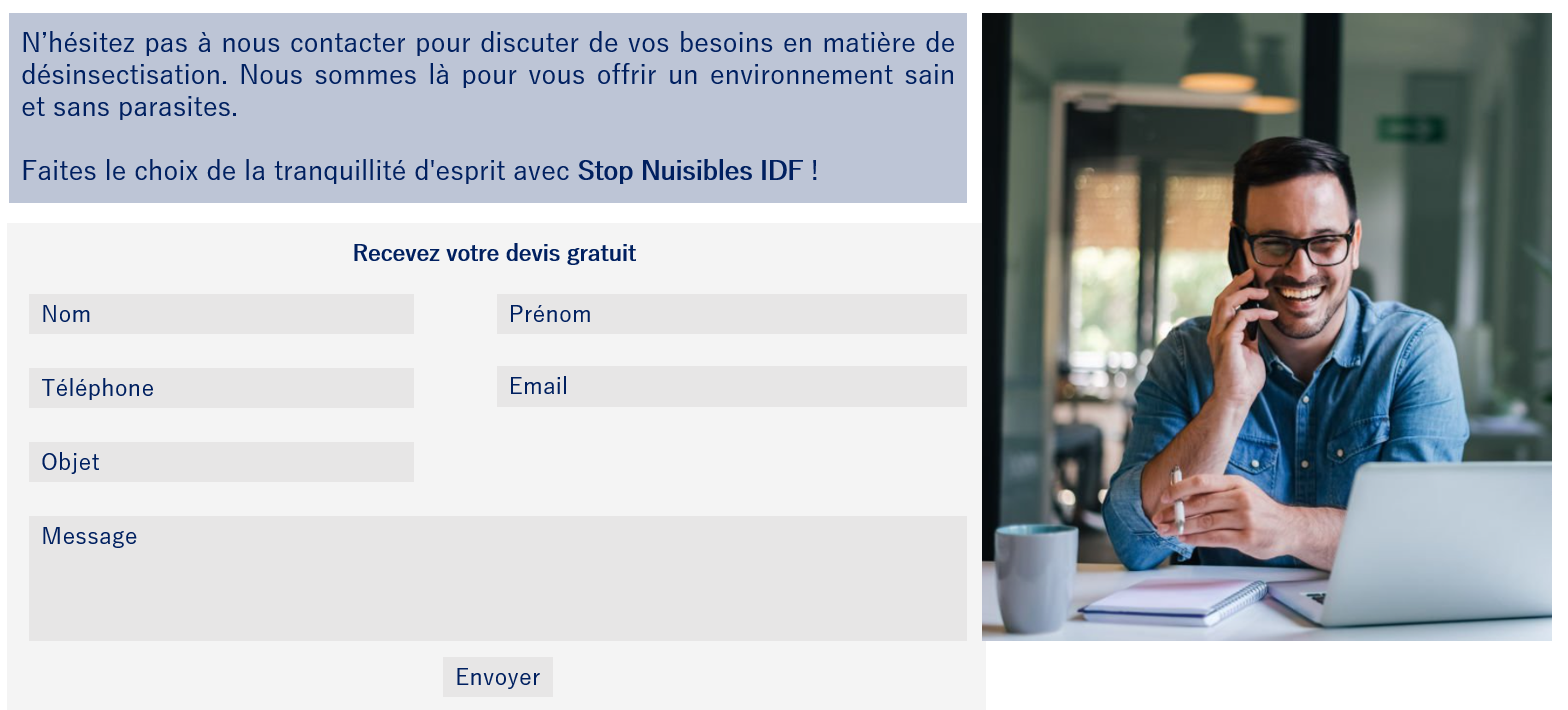 N’hésitez pas à nous contacter pour discuter de vos besoins en matière de
désinsectisation. Nous sommes là pour vous offrir un environnement sain
et sans parasites.
Faites le choix de la tranquillité d'esprit avec Stop Nuisibles IDF !
Recevez votre devis gratuit
Nom
Prénom
Téléphone
Email
Objet
Message
Envoyer